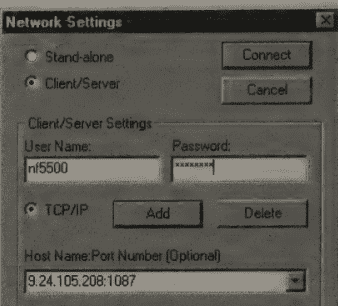 Network Settings
Stand-alone
Connect
Client/Server
Cancel
Client/Server Settings
User Name:
Password:
nf5500
********
TCP/IP
Add
Delete
Host Name:Port Number (Optional)
9.24.105.208:1087